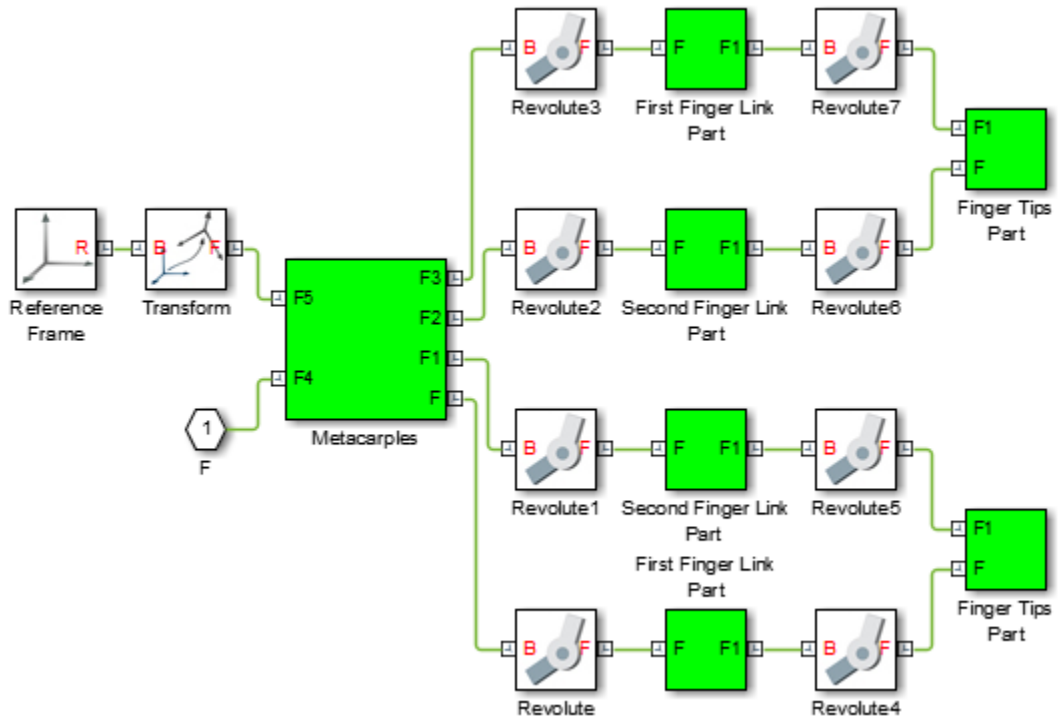 B F F F1 B F
Revolute3 First Finger Link Revolute7
Part
F1
F
Finger Tips
Part
R B F
Reference Transform
Frame
B F F F1 B F
Revolute2 Second Finger Link Revolute6
Part
F5 F3
F2
F4 F1
F
Metacarples
1
F
B F F F1 B F
Revolute1 Second Finger Link Revolute5
Part
F1
F
Finger Tips
Part
First Finger Link
Part
B F F F1 B F
Revolute Revolute4